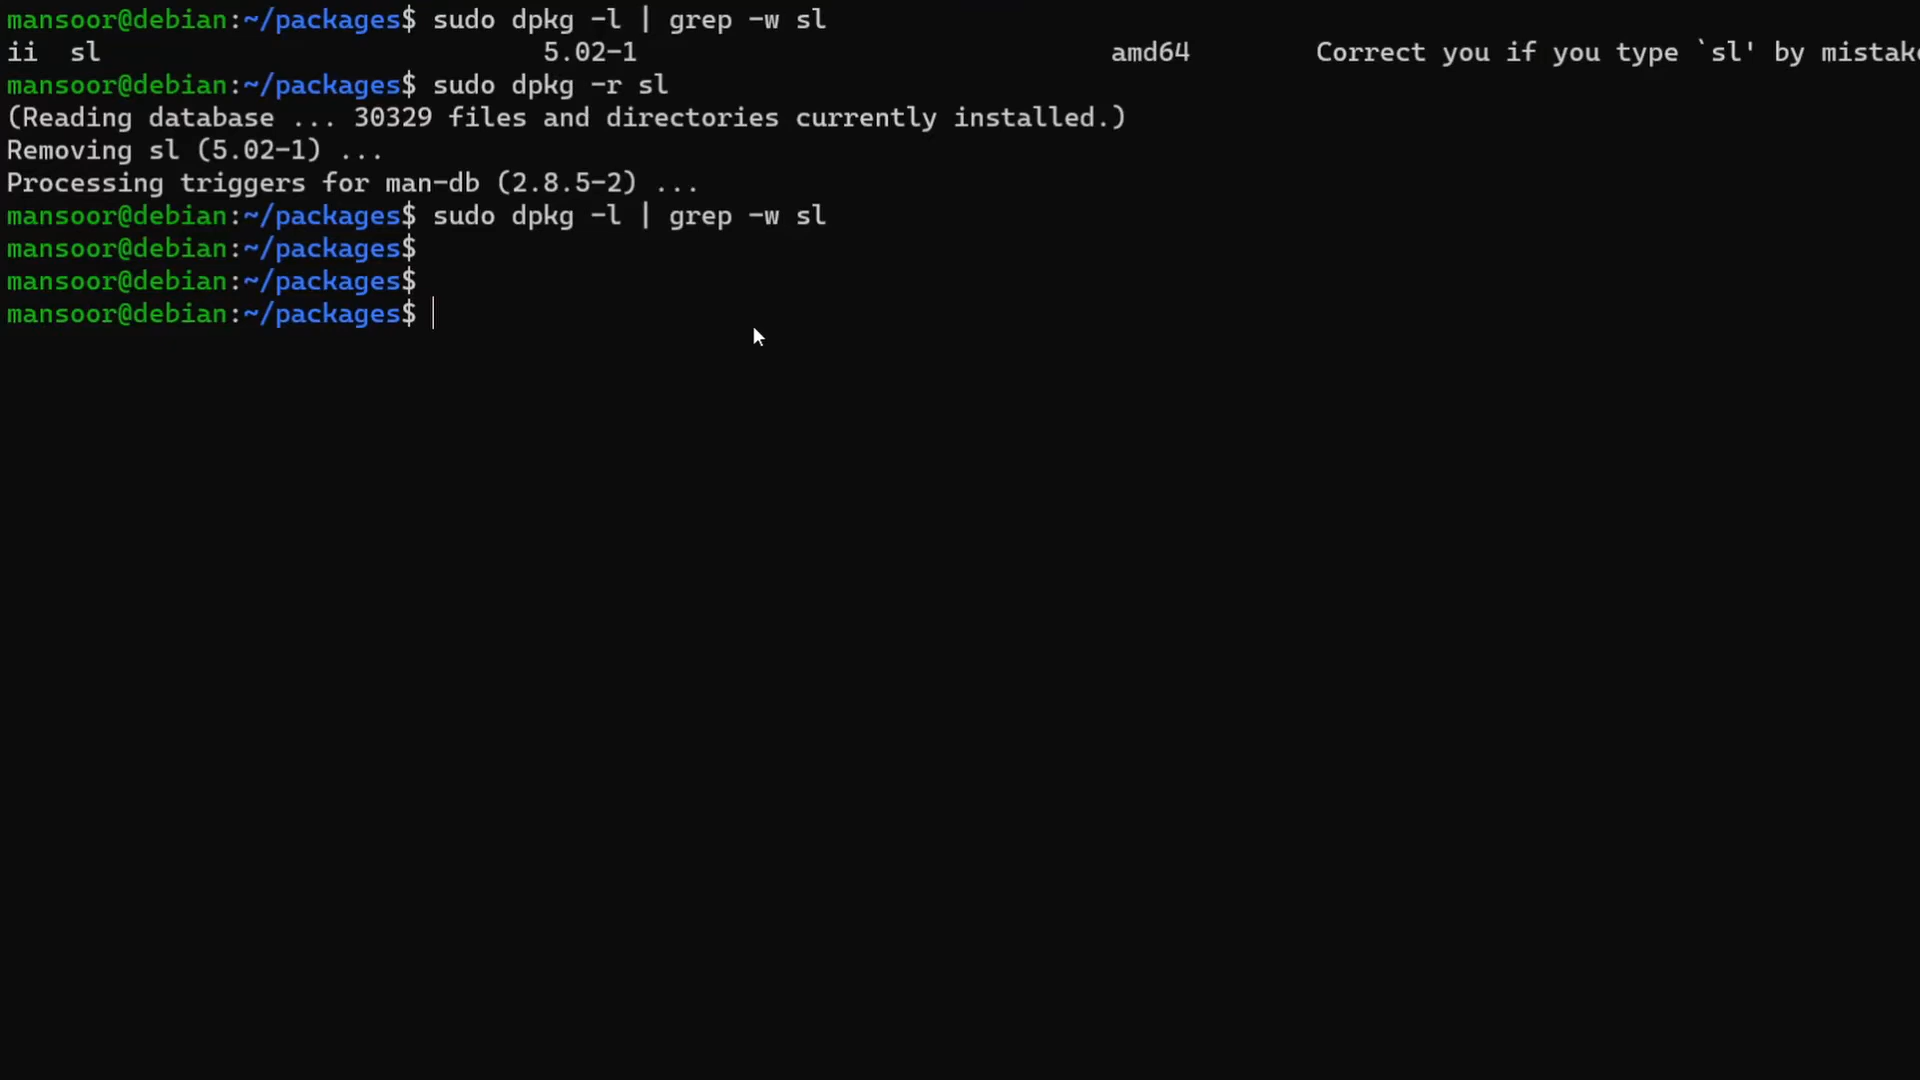 mansoor@debian:~/packages$ sudo dpkg -l | grep -w sl
ii  sl                            5.02-1                              amd64        Correct you if you type `sl' by mistake
mansoor@debian:~/packages$ sudo dpkg -r sl
(Reading database ... 30329 files and directories currently installed.)
Removing sl (5.02-1) ...
Processing triggers for man-db (2.8.5-2) ...
mansoor@debian:~/packages$ sudo dpkg -l | grep -w sl
mansoor@debian:~/packages$
mansoor@debian:~/packages$
mansoor@debian:~/packages$